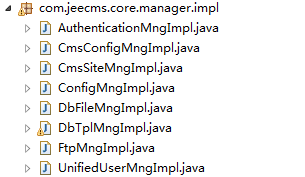 com.jeecms.core.manager.impl
AuthenticationMngImpl.java
CmsConfigMngImpl.java
CmsSiteMngImpl.java
ConfigMngImpl.java
DbFileMngImpl.java
DbTplMngImpl.java
FtpMngImpl.java
UnifiedUserMngImpl.java